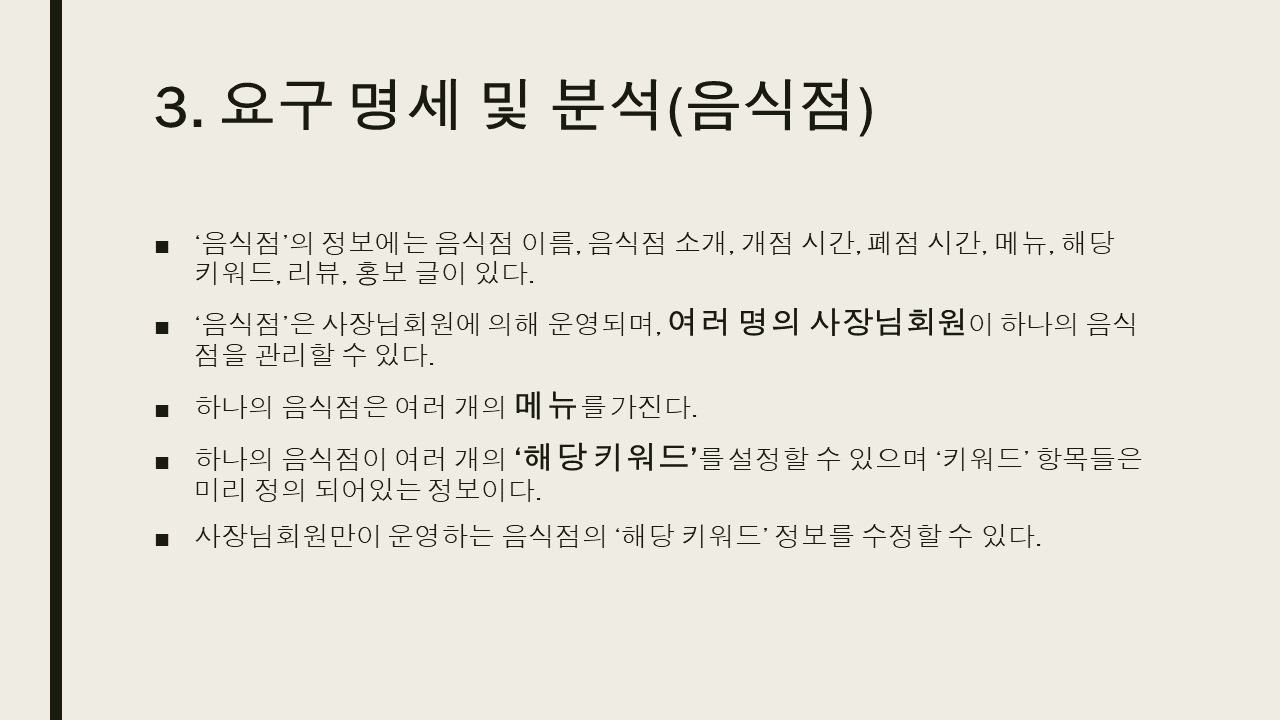 3. 요구 명세 및 분석(음식점)
■ ‘음식점’의 정보에는 음식점 이름, 음식점 소개, 개점 시간, 폐점 시간, 메뉴, 해당
키워드, 리뷰, 홍보 글이 있다.
■ ‘음식점’은 사장님회원에 의해 운영되며, 여러 명의 사장님회원이 하나의 음식
점을 관리할 수 있다.
■ 하나의 음식점은 여러 개의 메뉴를 가진다.
■ 하나의 음식점이 여러 개의 ‘해당 키워드’를 설정할 수 있으며 ‘키워드’ 항목들은
미리 정의 되어있는 정보이다.
■ 사장님회원만이 운영하는 음식점의 ‘해당 키워드’ 정보를 수정할 수 있다.